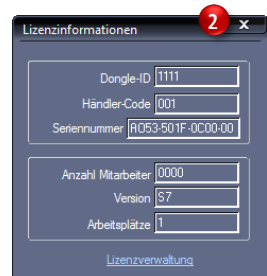 Lizenzinformationen 2 x
Dongle-ID 1111
Händler-Code 001
Seriennummer A053-501F-0C00-00
Anzahl Mitarbeiter 0000
Version S7
Arbeitsplätze 1
Lizenzverwaltung